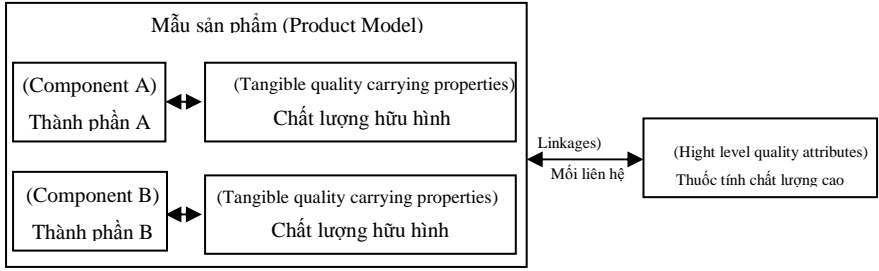 Mẫu sản phẩm (Product Model)
(Component A)
Thành phần A
(Tangible quality carrying properties)
Chất lượng hữu hình
(Component B)
Thành phần B
(Tangible quality carrying properties)
Chất lượng hữu hình
Linkages)
Mối liên hệ
(Hight level quality attributes)
Thuốc tính chất lượng cao